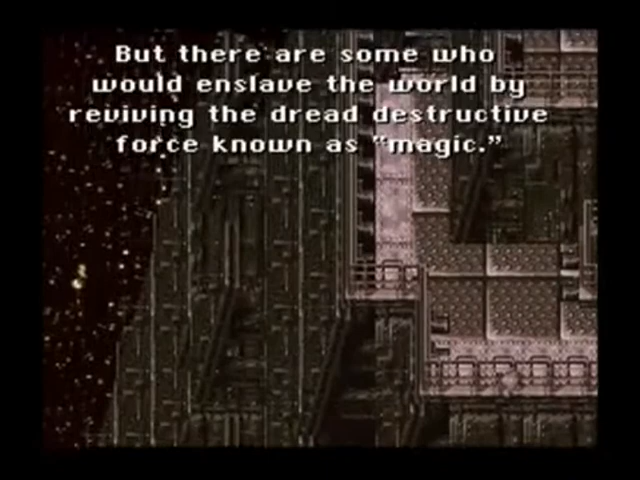 But there are some who
would enslave the world by
reviving the dread destructive
force known as “magic.”